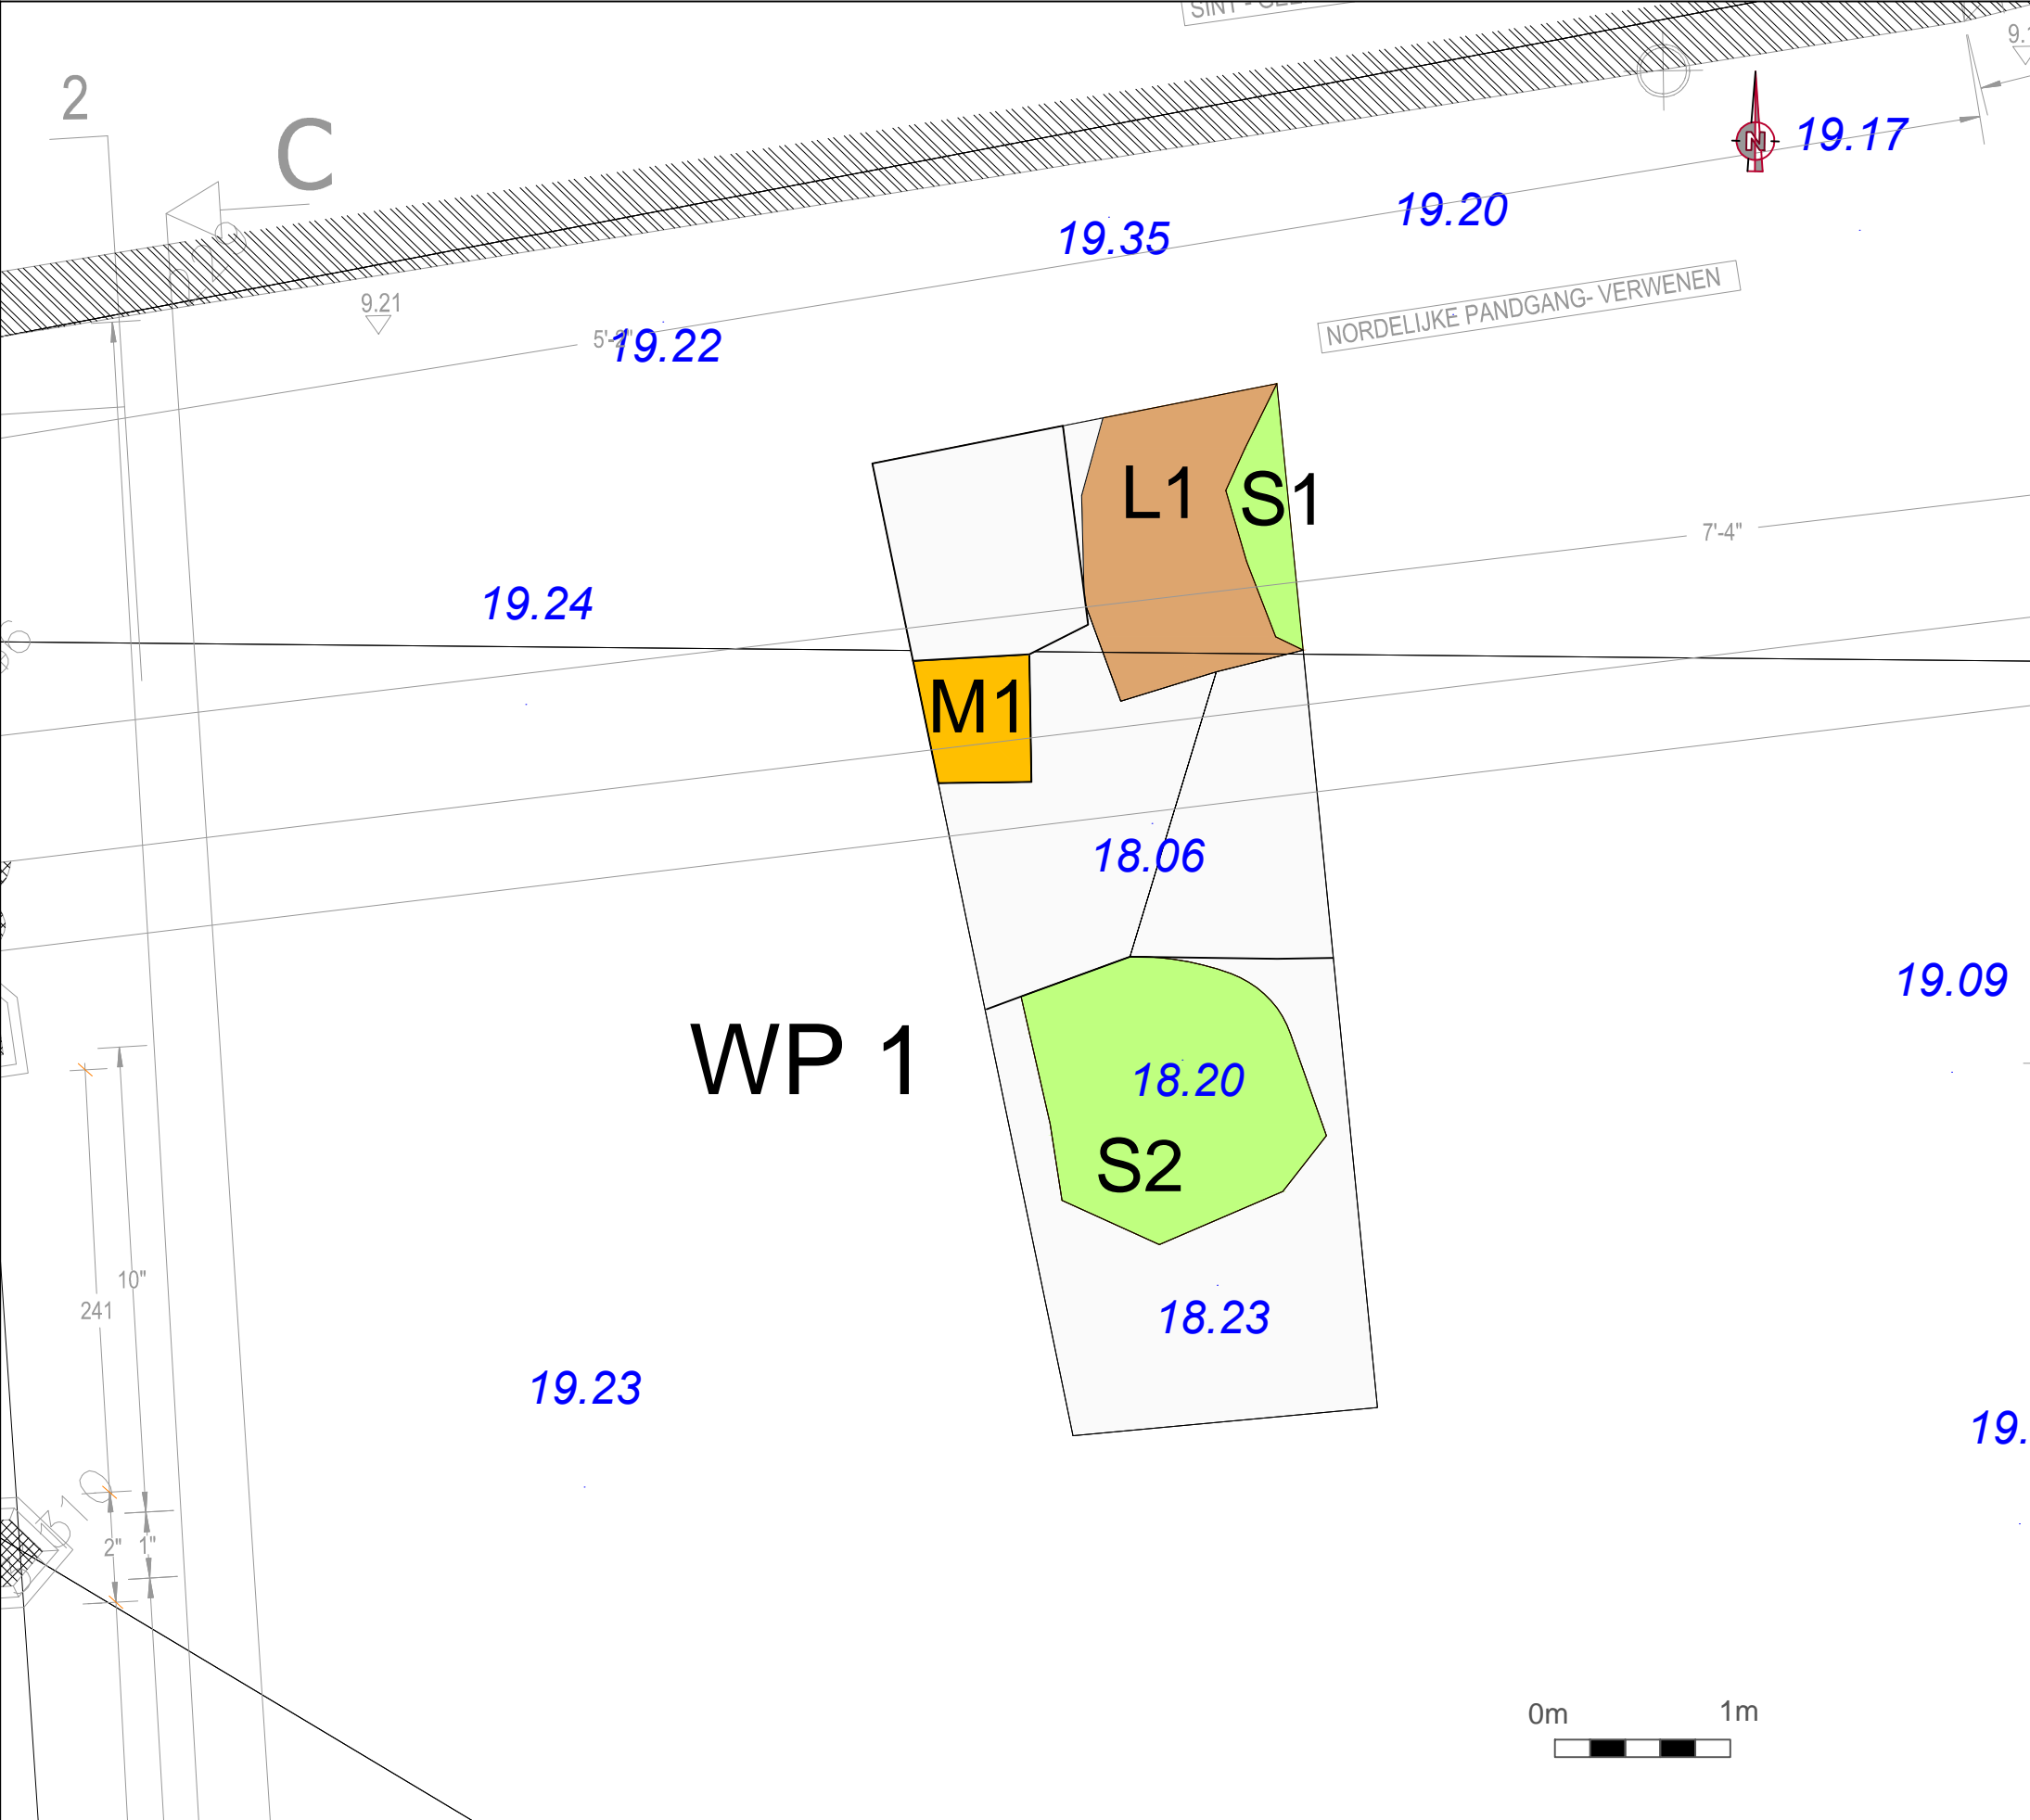 2
C
N
19.17
19.20
19.35
9.21
5'-2"
19.22
NORDELIJKE PANDGANG- VERWENEN
L1
S1
7'-4"
19.24
M1
18.06
19.09
WP 1
18.20
S2
10"
241
18.23
19.23
2"
1"
0m
1m